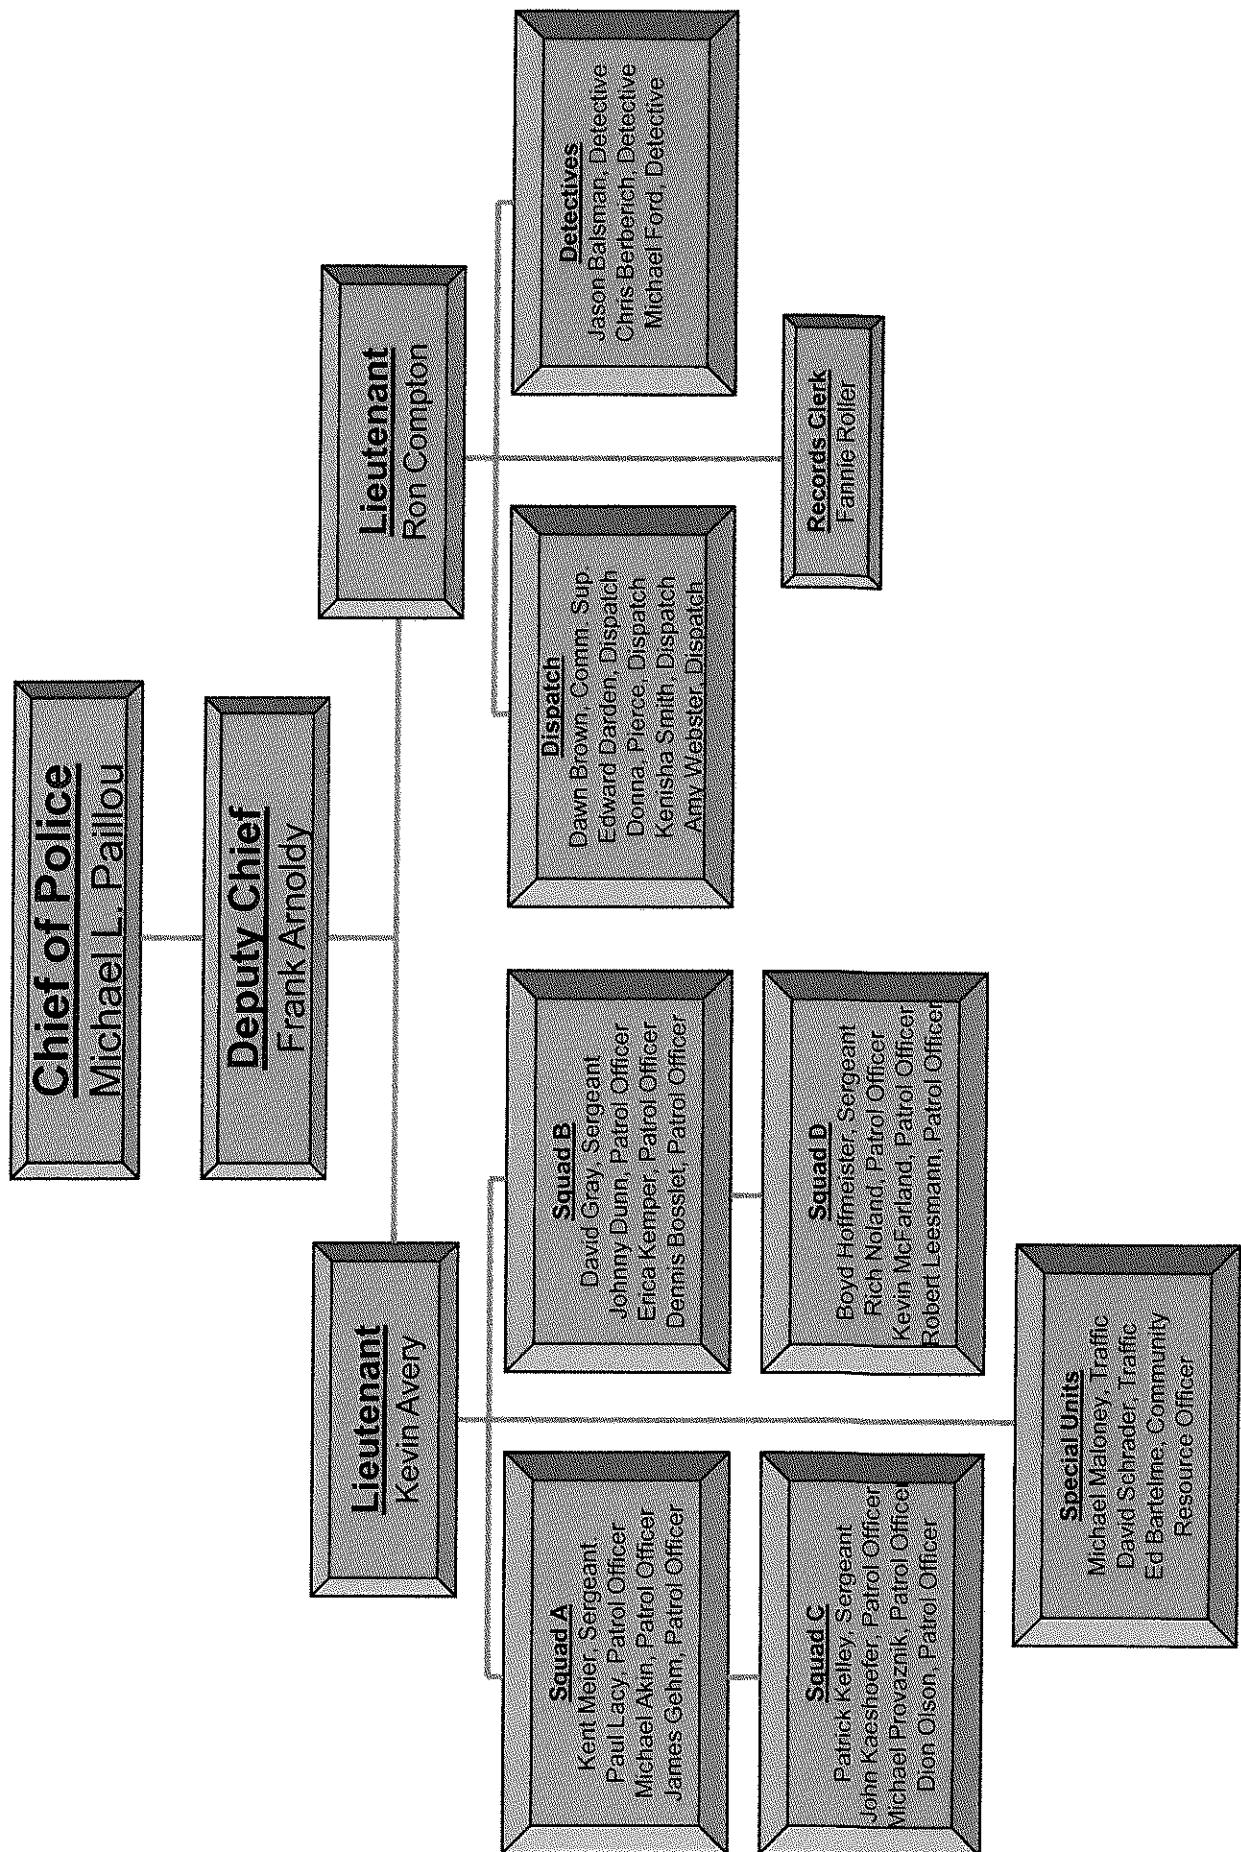 Chief of Police
Michael L. Paillou
Deputy Chief
Frank Arnoldy
Lieutenant
Kevin Avery
Lieutenant
Ron Compton
Squad A
Kent Meier, Sergeant
Paul Lacy, Patrol Officer
Michael Akin, Patrol Officer
James Gehm, Patrol Officer
Squad B
David Gray, Sergeant
Johnny Dunn, Patrol Officer
Erica Kemper, Patrol Officer
Dennis Bosslet, Patrol Officer
Dispatch
Dawn Brown, Comm. Sup.
Edward Darden, Dispatch
Donna, Pierce, Dispatch
Kenisha Smith, Dispatch
Amy Webster, Dispatch
Detectives
Jason Balsman, Detective
Chris Berberich, Detective
Michael Ford, Detective
Squad C
Patrick Kelley, Sergeant
John Kaeshoefer, Patrol Officer
Michael Provaznik, Patrol Officer
Dion Olson, Patrol Officer
Squad D
Boyd Hoffmeister, Sergeant
Rich Noland, Patrol Officer
Kevin McFarland, Patrol Officer
Robert Leesmann, Patrol Officer
Records Clerk
Fannie Roller
Special Units
Michael Maloney, Traffic
David Schrader, Traffic
Ed Bartelme, Community
Resource Officer